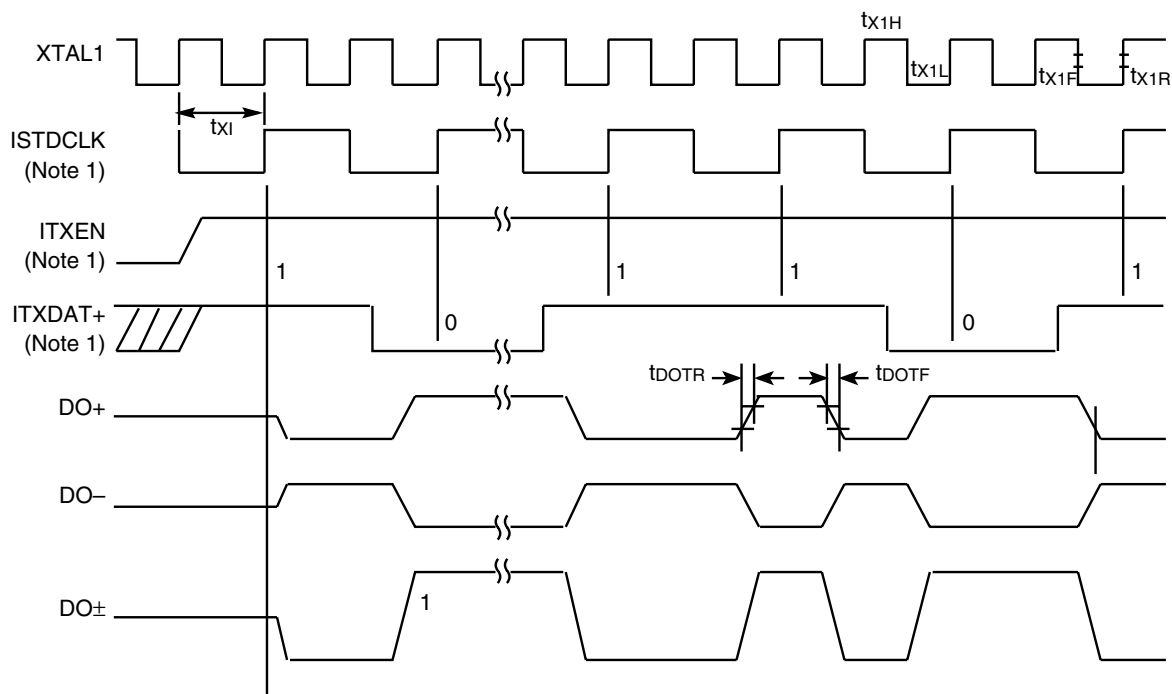 tX1H
XTAL1
tX1L
tX1F
tX1R
tXI
ISTDCLK
(Note 1)
ITXEN
(Note 1)
1
1
1
1
ITXDAT+
(Note 1)
0
0
tDOTR
tDOTF
DO+
DO–
DO±
1